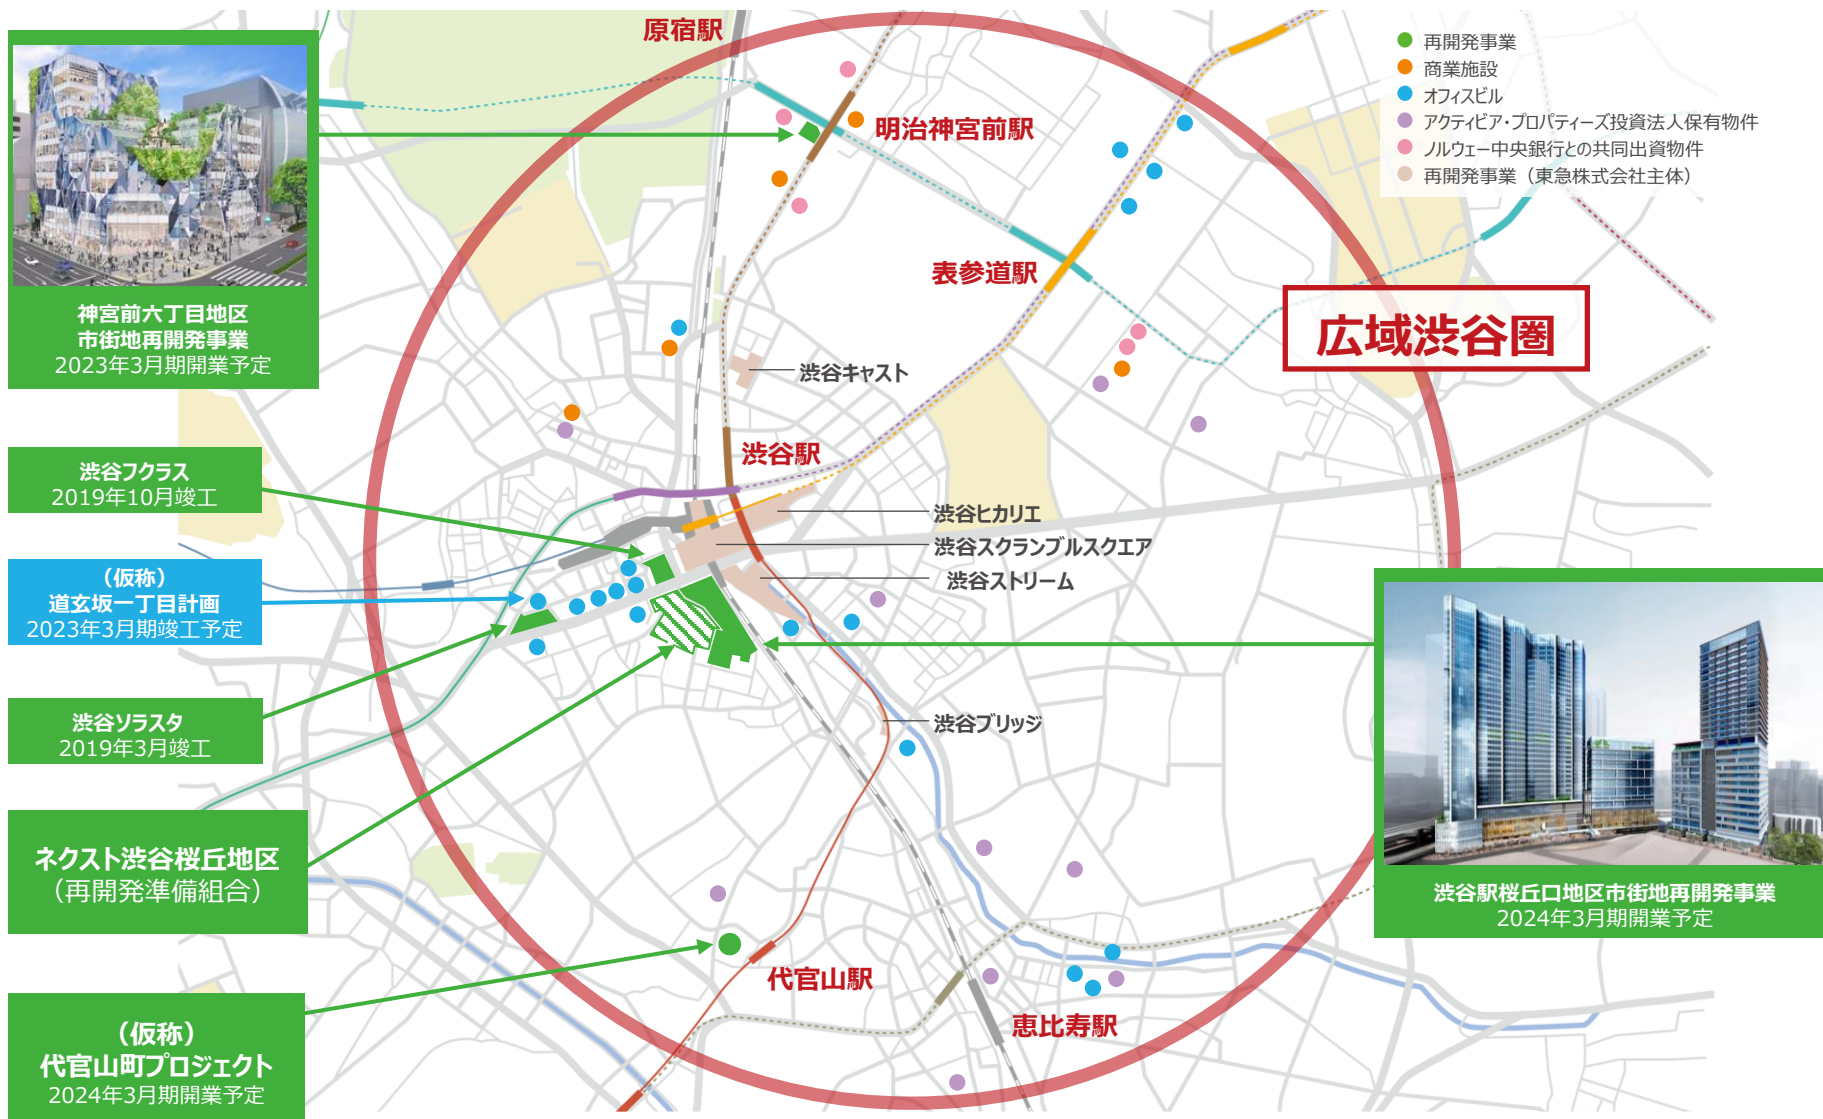 原宿駅
再開発事業
商業施設
オフィスビル
アクティビア・プロパティーズ投資法人保有物件
ノルウェー中央銀行との共同出資物件
再開発事業（東急株式会社主体）
明治神宮前駅
表参道駅
広域渋谷圏
神宮前六丁目地区
市街地再開発事業
2023年3月期開業予定
渋谷キャスト
渋谷駅
渋谷フクラス
2019年10月竣工
渋谷ヒカリエ
渋谷スクランブルスクエア
渋谷ストリーム
（仮称）
道玄坂一丁目計画
2023年3月期竣工予定
渋谷ソラスタ
2019年3月竣工
渋谷ブリッジ
ネクスト渋谷桜丘地区
（再開発準備組合）
渋谷駅桜丘口地区市街地再開発事業
2024年3月期開業予定
代官山駅
恵比寿駅
（仮称）
代官山町プロジェクト
2024年3月期開業予定